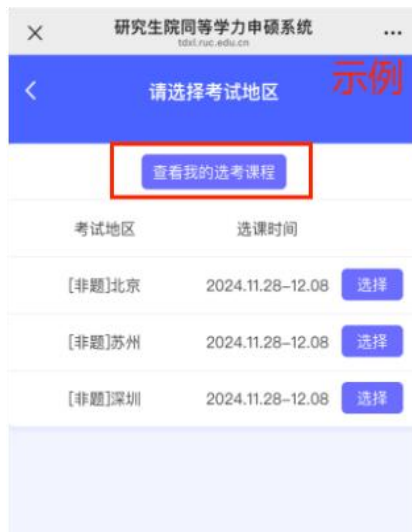 研究生院同等学力申硕系统
tdxl.ruc.edu.cn
示例
请选择考试地区
查看我的选考课程
考试地区 选课时间
[非题]北京 2024.11.28-12.08 选择
[非题]苏州 2024.11.28-12.08 选择
[非题]深圳 2024.11.28-12.08 选择